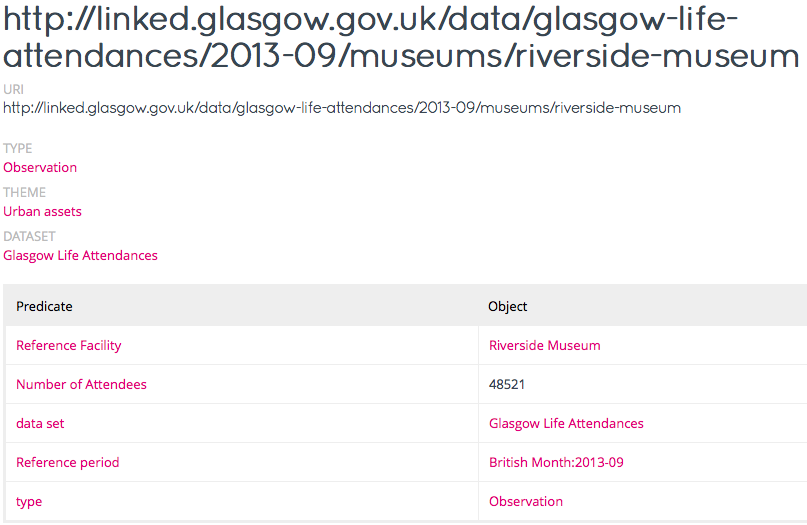 http://linked.glasgow.gov.uk/data/glasgow-life-
attendances/2013-09/museums/riverside-museum
URI
http://linked.glasgow.gov.uk/data/glasgow-life-attendances/2013-09/museums/riverside-museum
TYPE
Observation
THEME
Urban assets
DATASET
Glasgow Life Attendances
Predicate Object
Reference Facility Riverside Museum
Number of Attendees 48521
data set Glasgow Life Attendances
Reference period British Month:2013-09
type Observation